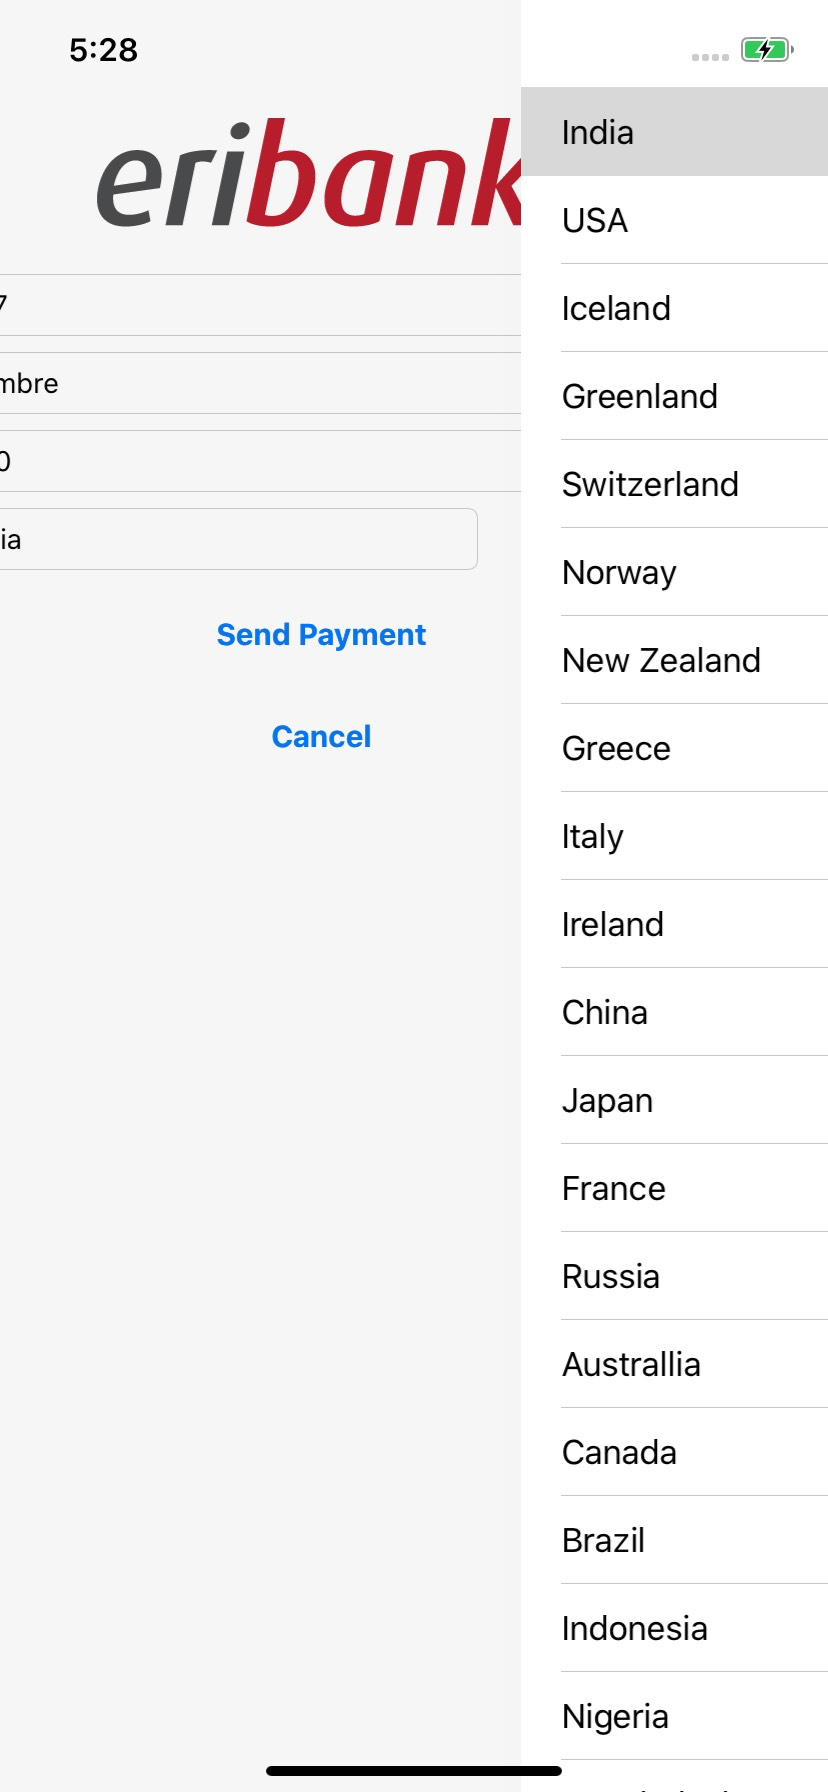 5:28
eribank
7
mbre
0
ia
Send Payment
Cancel
India
USA
Iceland
Greenland
Switzerland
Norway
New Zealand
Greece
Italy
Ireland
China
Japan
France
Russia
Australlia
Canada
Brazil
Indonesia
Nigeria